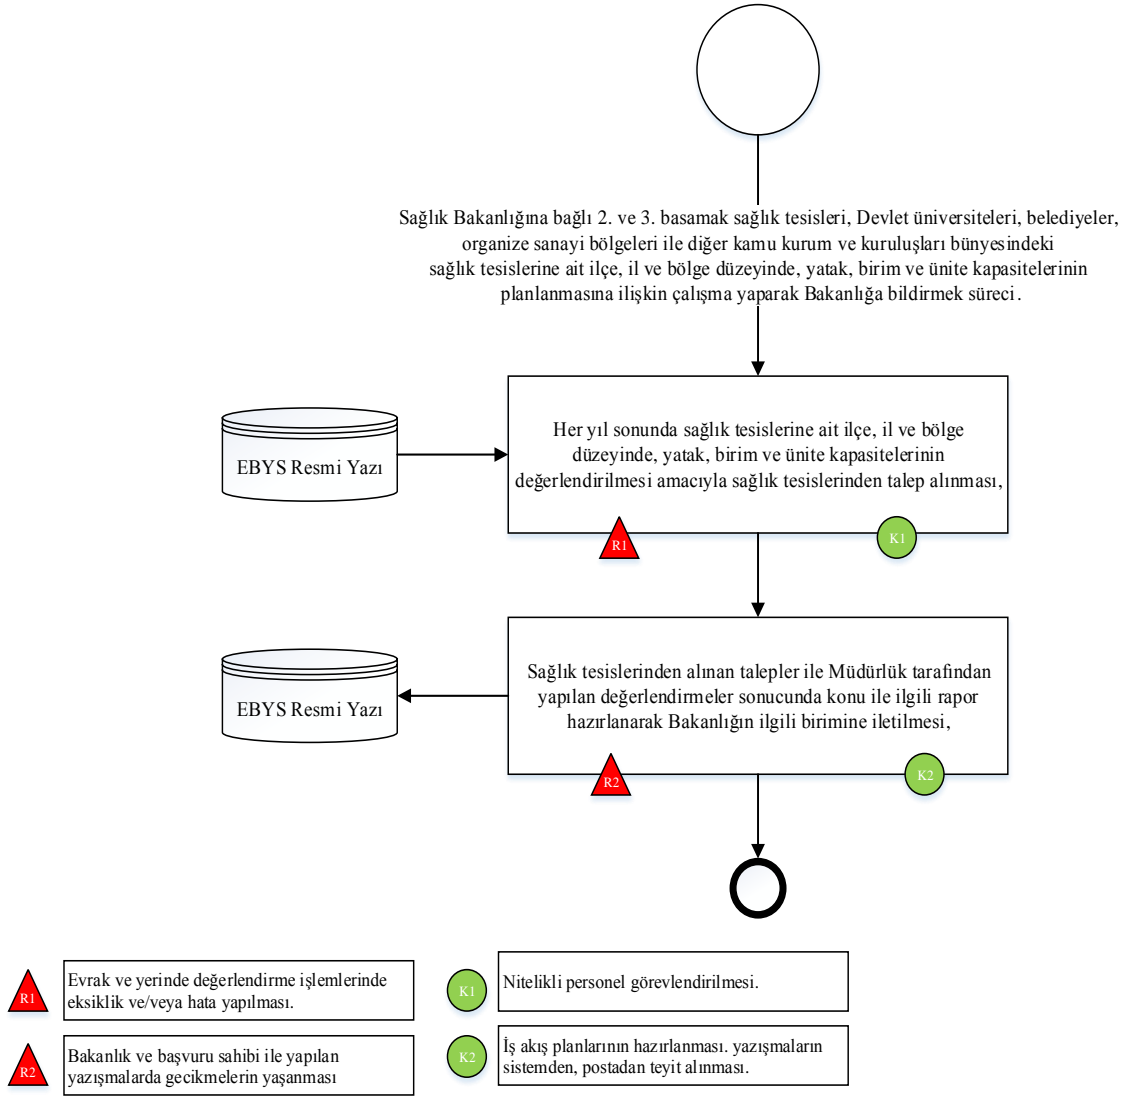 Sağlık Bakanlığına bağlı 2. ve 3. basamak sağlık tesisleri, Devlet üniversiteleri, belediyeler,
organize sanayi bölgeleri ile diğer kamu kurum ve kuruluşları bünyesindeki
sağlık tesislerine ait ilçe, il ve bölge düzeyinde, yatak, birim ve ünite kapasitelerinin
planlanmasına ilişkin çalışma yaparak Bakanlığa bildirmek süreci.
EBYS Resmi Yazı
Her yıl sonunda sağlık tesislerine ait ilçe, il ve bölge
düzeyinde, yatak, birim ve ünite kapasitelerinin
değerlendirilmesi amacıyla sağlık tesislerinden talep alınması,
R1
K1
EBYS Resmi Yazı
Sağlık tesislerinden alınan talepler ile Müdürlük tarafından
yapılan değerlendirmeler sonucunda konu ile ilgili rapor
hazırlanarak Bakanlığın ilgili birimine iletilmesi,
R2
K2
R1
Evrak ve yerinde değerlendirme işlemlerinde
eksiklik ve/veya hata yapılması.
K1
Nitelikli personel görevlendirilmesi.
R2
Bakanlık ve başvuru sahibi ile yapılan
yazışmalarda gecikmelerin yaşanması
K2
İş akış planlarının hazırlanması. yazışmaların
sistemden, postadan teyit alınması.